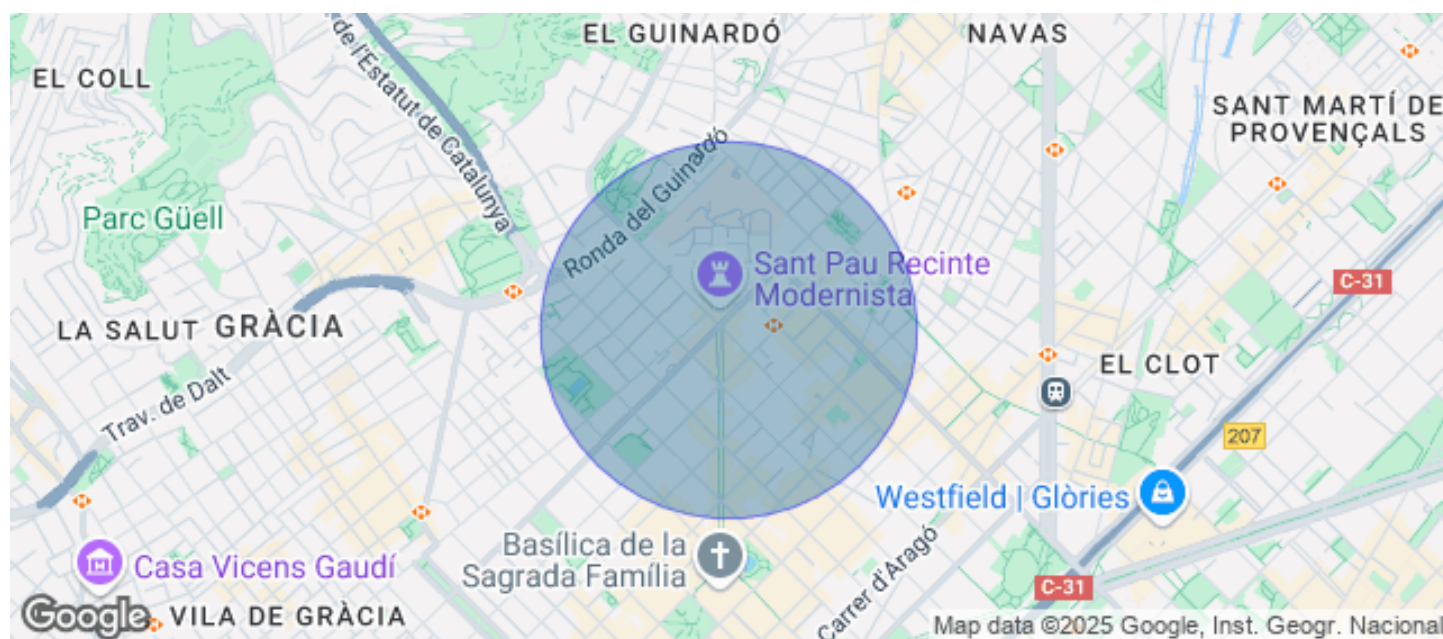 EL GUINARDÓ
NAVAS
EL COLL
de l'Estatut de Catalunya
SANT MARTÍ DE
PROVENÇALS
Parc Güell
Ronda del Guinardó
Sant Pau Recinte
Modernista
C-31
LA SALUT
GRÀCIA
EL CLOT
Trav. de Dalt
207
Westfield | Glòries
Basílica de la
Sagrada Família
Carrer d'Aragó
Casa Vicens Gaudí
C-31
Google
VILA DE GRÀCIA
Map data ©2025 Google, Inst. Geogr. Nacional